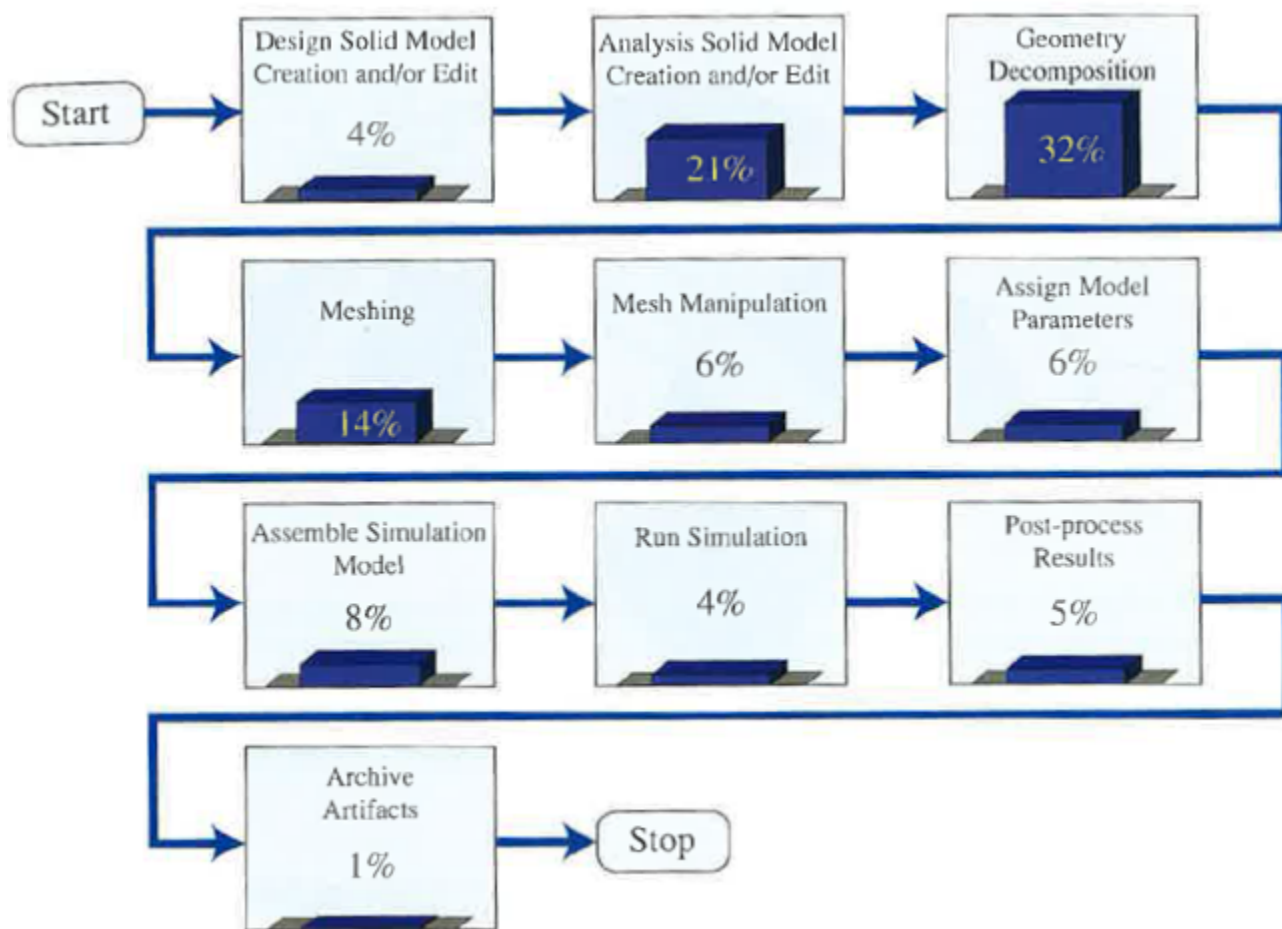 Start
Design Solid Model
Creation and/or Edit
4%
Analysis Solid Model
Creation and/or Edit
21%
Geometry
Decomposition
32%
Meshing
14%
Mesh Manipulation
6%
Assign Model
Parameters
6%
Assemble Simulation
Model
8%
Run Simulation
4%
Post-process
Results
5%
Archive
Artifacts
1%
Stop